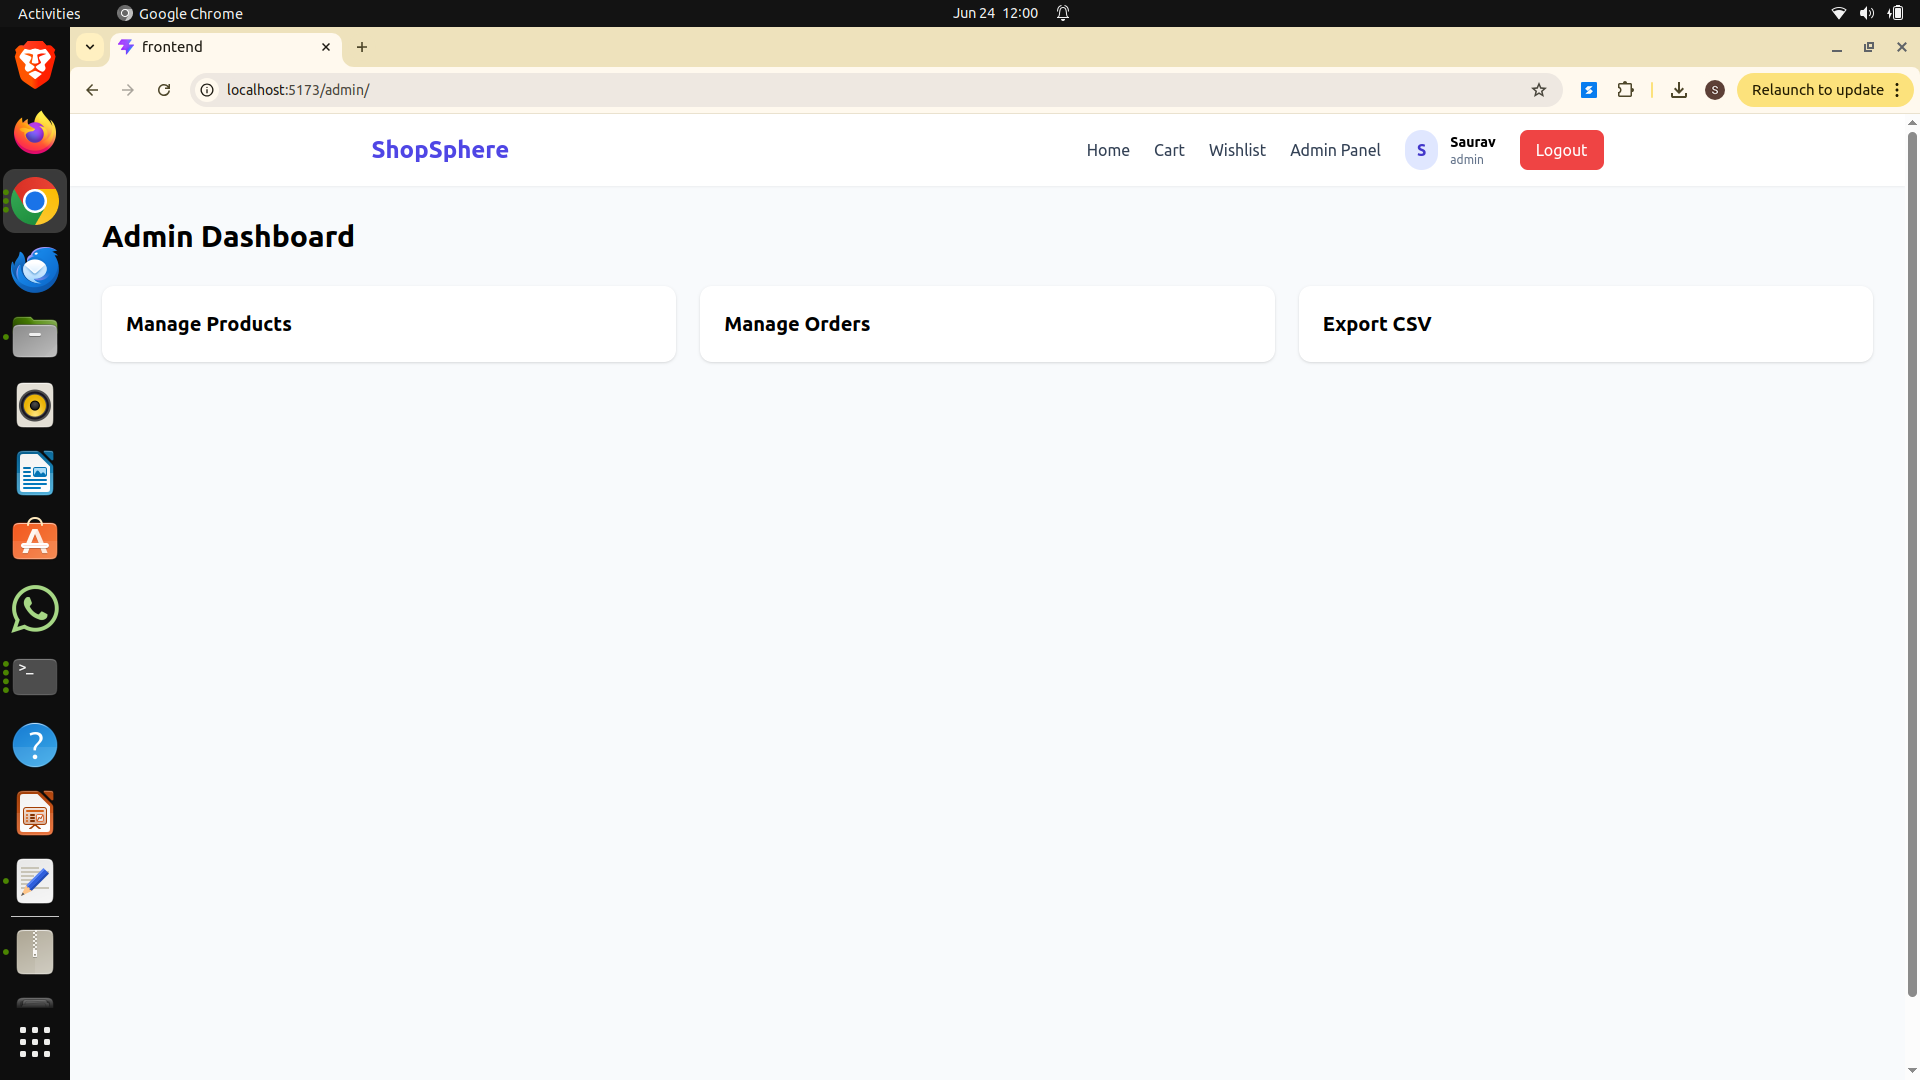 Activities
Google Chrome
Jun 24 12:00
frontend
localhost:5173/admin/
S
Relaunch to update
ShopSphere
Home
Cart
Wishlist
Admin Panel
S
Saurav
admin
Logout
Admin Dashboard
Manage Products
Manage Orders
Export CSV